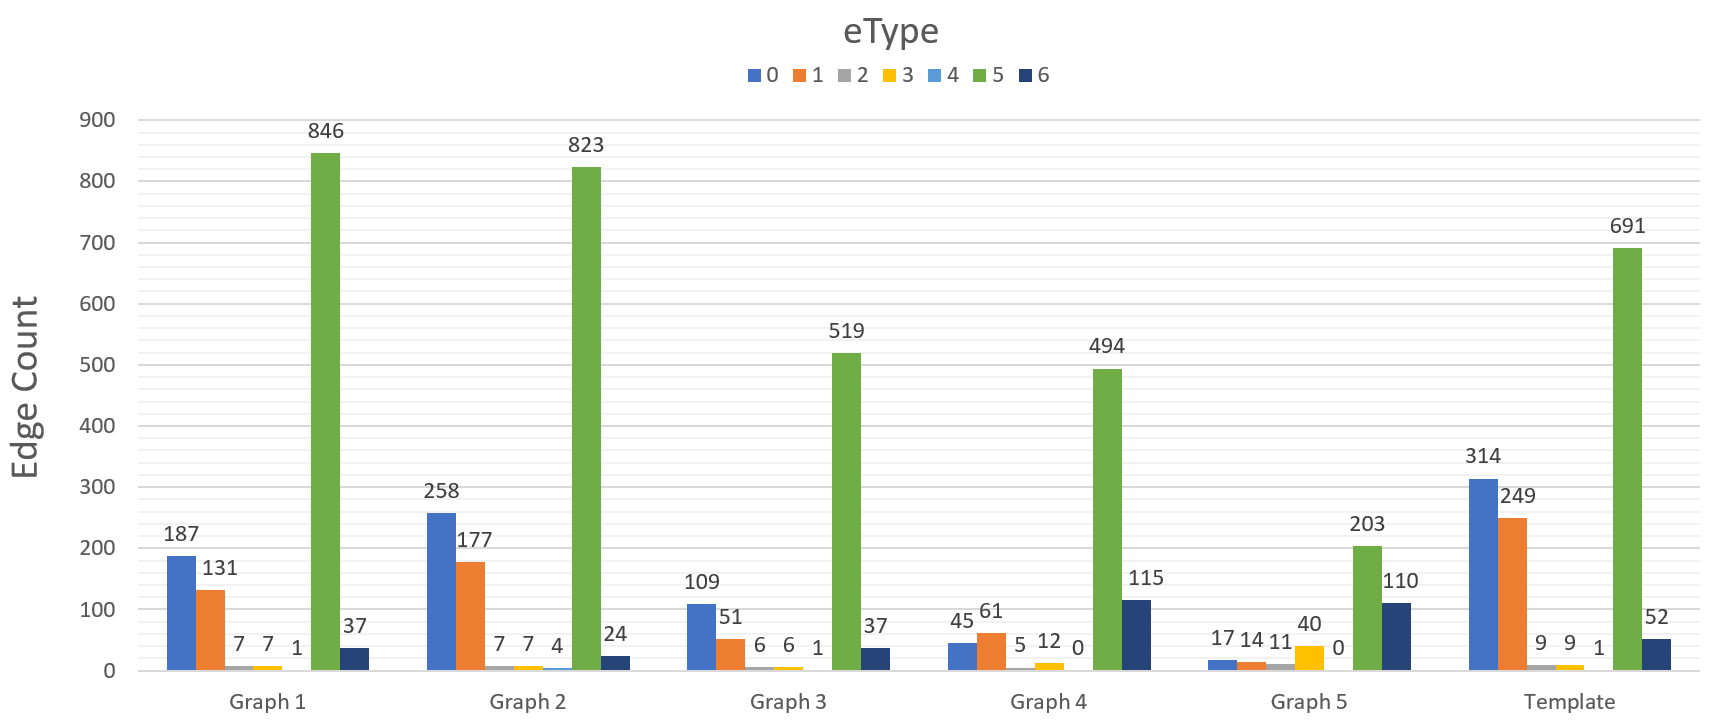 eType
0 1 2 3 4 5 6
Edge Count
900
800
700
600
500
400
300
200
100
0
187 131 7 7 1 846 37
258 177 7 7 4 823 24
109 51 6 6 1 519 37
45 61 5 12 0 494 115
17 14 11 40 0 203 110
314 249 9 9 1 691 52
Graph 1 Graph 2 Graph 3 Graph 4 Graph 5 Template